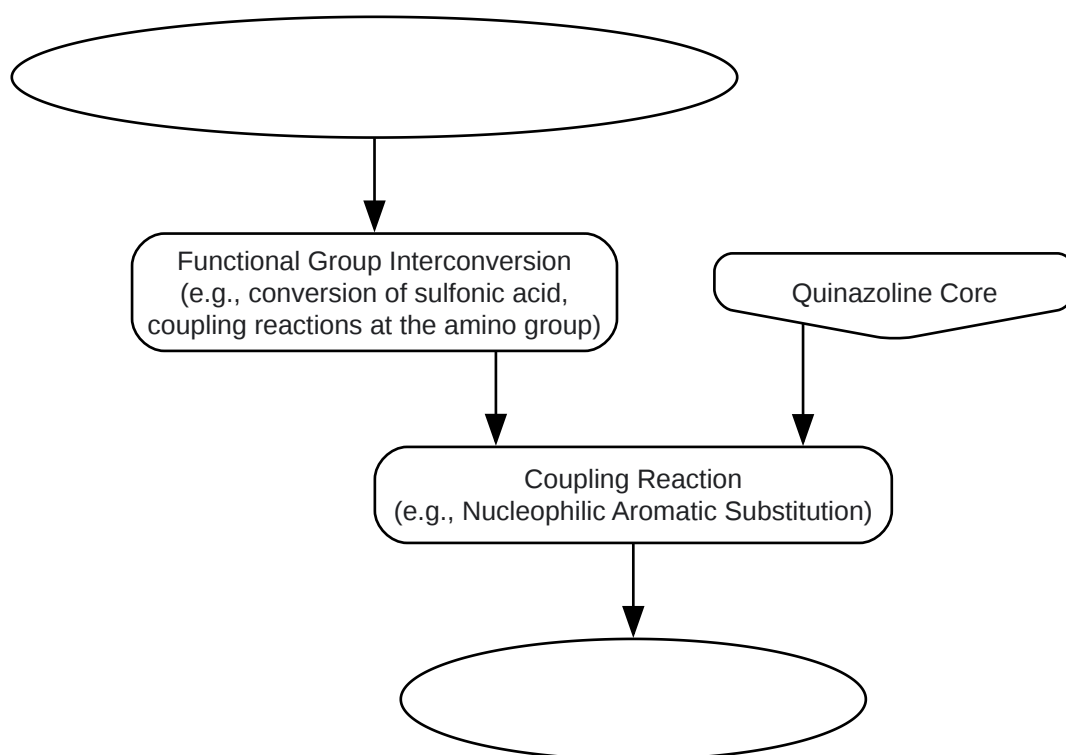 Functional Group Interconversion
(e.g., conversion of sulfonic acid,
coupling reactions at the amino group)
Quinazoline Core
Coupling Reaction
(e.g., Nucleophilic Aromatic Substitution)